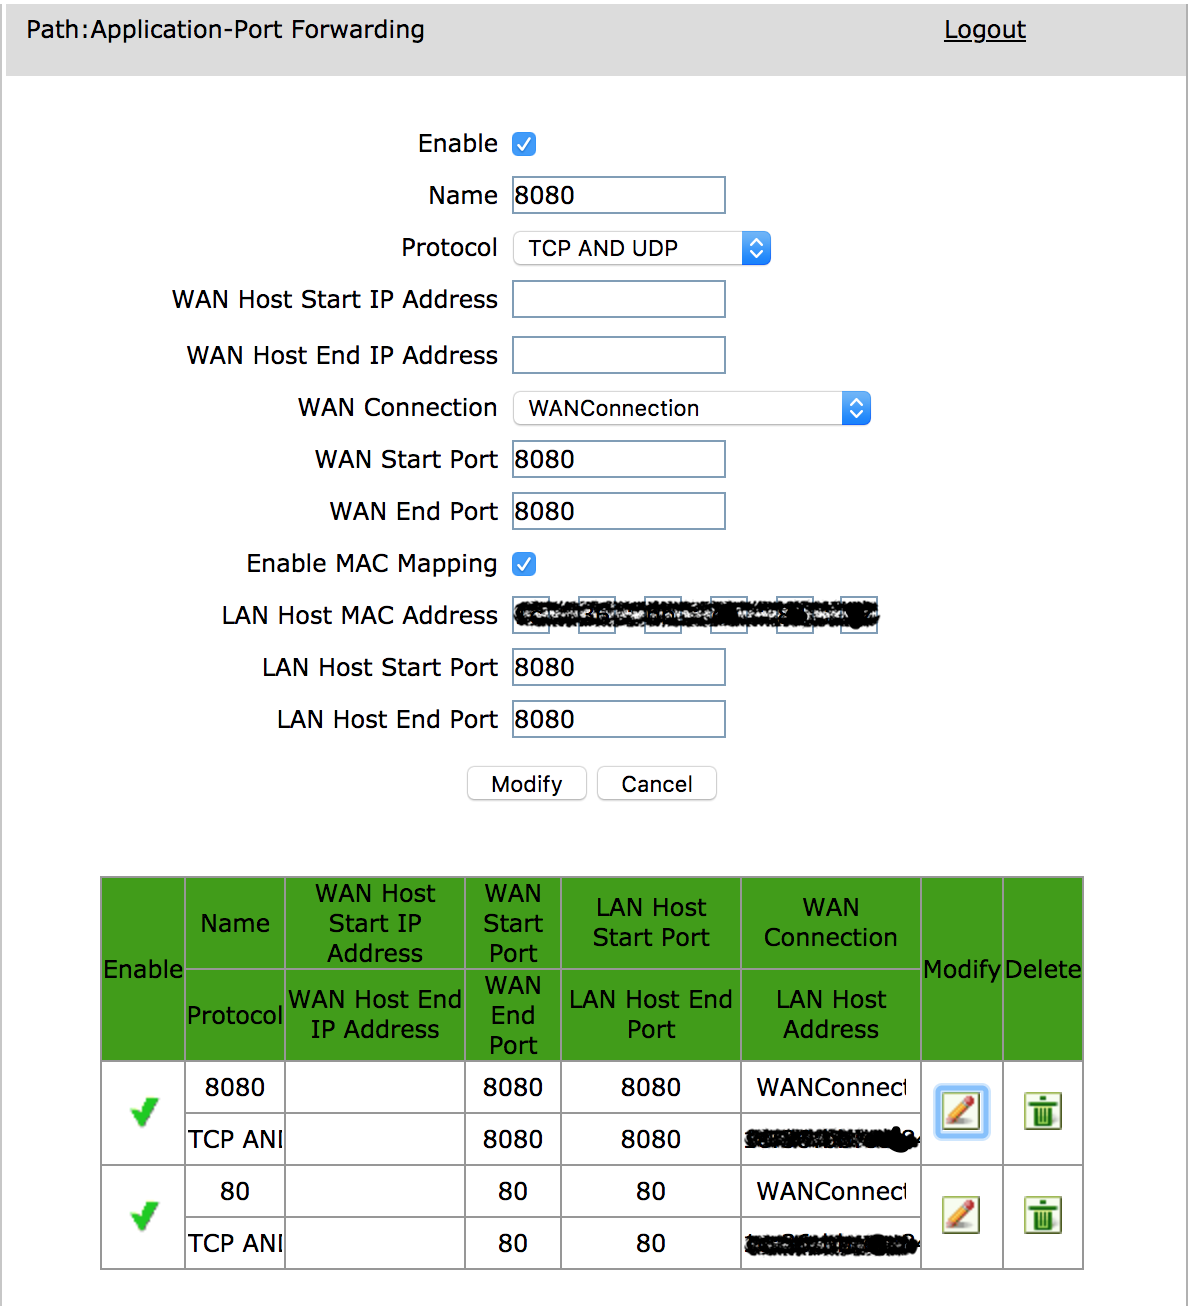 Path:Application-Port Forwarding Logout
Enable
Name 8080
Protocol TCP AND UDP
WAN Host Start IP Address
WAN Host End IP Address
WAN Connection WANConnection
WAN Start Port 8080
WAN End Port 8080
Enable MAC Mapping
LAN Host MAC Address
LAN Host Start Port 8080
LAN Host End Port 8080
Modify Cancel
Enable
Name
WAN Host
Start IP
Address
WAN
Start
Port
LAN Host
Start Port
WAN
Connection
Modify
Delete
Protocol
WAN Host End
IP Address
WAN
End
Port
LAN Host End
Port
LAN Host
Address
8080 8080 8080 WANConnect
TCP AND 8080 8080
80 80 80 WANConnect
TCP AND 80 80